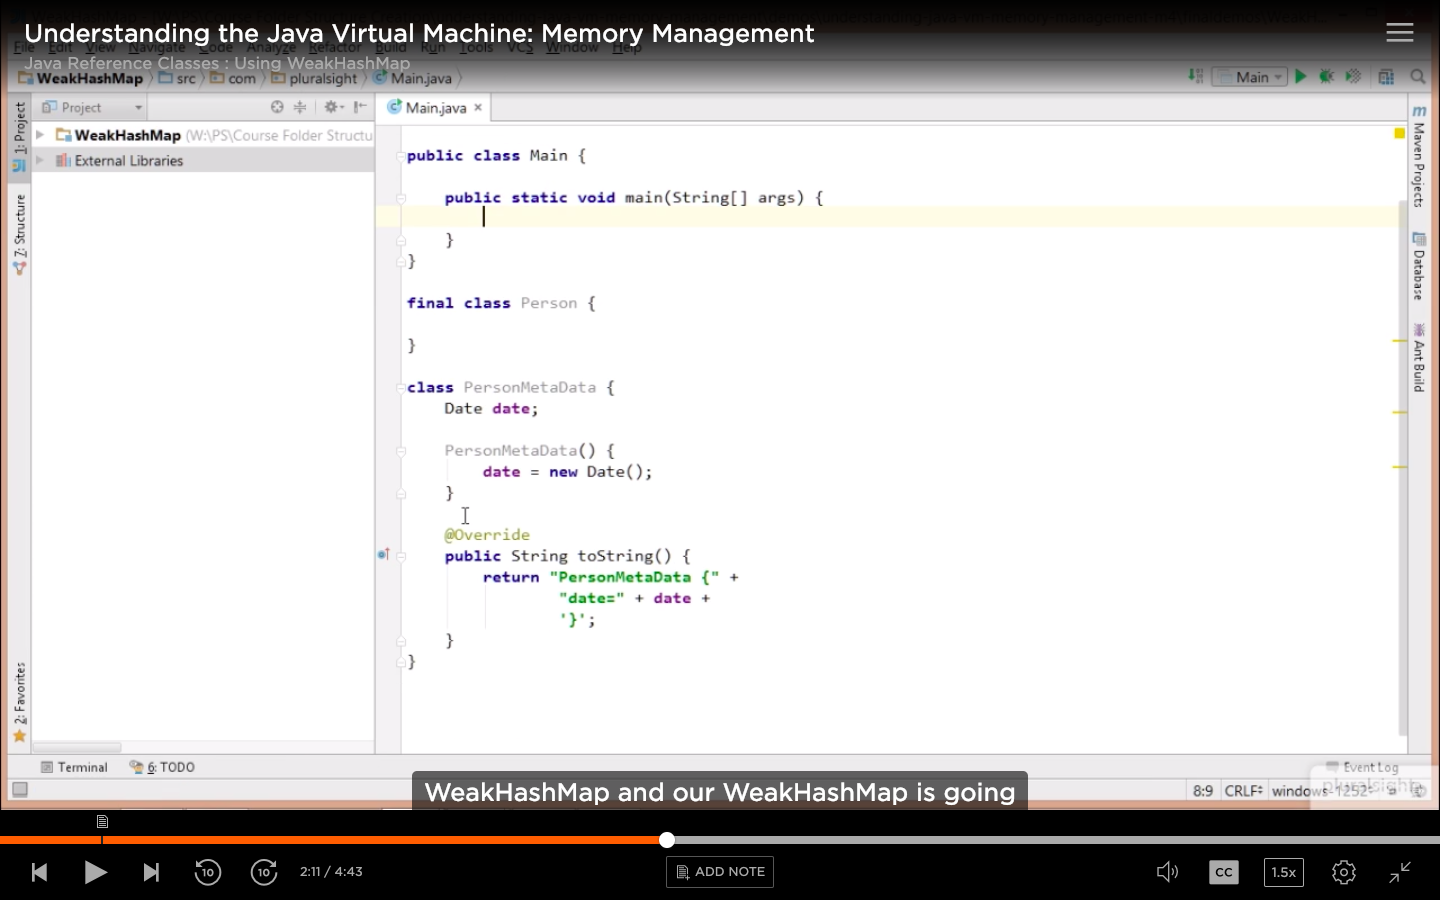 Understanding the Java Virtual Machine: Memory Management
File Edit View Navigate Code Analyze Refactor Build Run Tools VCS Window Help
Java Reference Classes : Using WeakHashMap
WeakHashMap src com pluralsight Main.java
Main
1: Project
Project
Main.java
WeakHashMap (W:\PS\Course Folder Structu
External Libraries
7: Structure
2: Favorites
public class Main {
public static void main(String[] args) {
}
}
final class Person {
}
class PersonMetaData {
Date date;
PersonMetaData() {
date = new Date();
}
@Override
public String toString() {
return "PersonMetaData {" +
"date=" + date +
'}';
}
}
Maven Projects
Database
Ant Build
Terminal
6: TODO
Event Log
WeakHashMap and our WeakHashMap is going
8:9 CRLF windows-1252
pluralsight
10 10 2:11 / 4:43
ADD NOTE
CC
1.5x